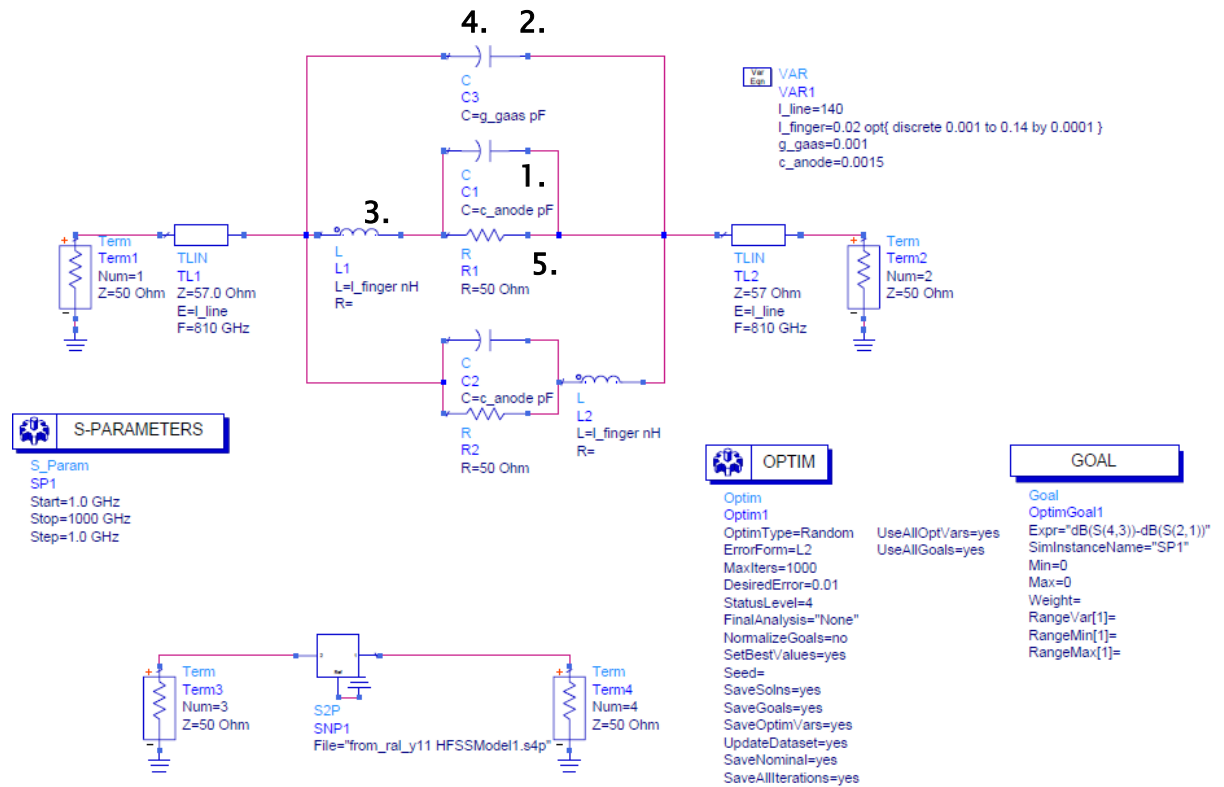 4. 2.
C
C3
C=g_gaas pF
Var
Eqn
VAR
VAR1
l_line=140
l_finger=0.02 opt{ discrete 0.001 to 0.14 by 0.0001 }
g_gaas=0.001
c_anode=0.0015
C
C1
C=c_anode pF
1.
3.
L
L1
L=l_finger nH
R=
R
R1
R=50 Ohm
5.
+
-
Term
Term1
Num=1
Z=50 Ohm
TLIN
TL1
Z=57.0 Ohm
E=l_line
F=810 GHz
TLIN
TL2
Z=57 Ohm
E=l_line
F=810 GHz
+
-
Term
Term2
Num=2
Z=50 Ohm
C
C2
C=c_anode pF
R
R2
R=50 Ohm
L
L2
L=l_finger nH
R=
S-PARAMETERS
S_Param
SP1
Start=1.0 GHz
Stop=1000 GHz
Step=1.0 GHz
OPTIM
Optim
Optim1
OptimType=Random
ErrorForm=L2
MaxIters=1000
DesiredError=0.01
StatusLevel=4
FinalAnalysis="None"
NormalizeGoals=no
SetBestValues=yes
Seed=
SaveSolns=yes
SaveGoals=yes
SaveOptimVars=yes
UpdateDataset=yes
SaveNominal=yes
SaveAllIterations=yes
UseAllOptVars=yes
UseAllGoals=yes
GOAL
Goal
OptimGoal1
Expr="dB(S(4,3))-dB(S(2,1))"
SimInstanceName="SP1"
Min=0
Max=0
Weight=
RangeVar[1]=
RangeMin[1]=
RangeMax[1]=
+
-
Term
Term3
Num=3
Z=50 Ohm
2 1
Ref
S2P
SNP1
File="from_ral_y11 HFSSModel1.s4p"
+
-
Term
Term4
Num=4
Z=50 Ohm